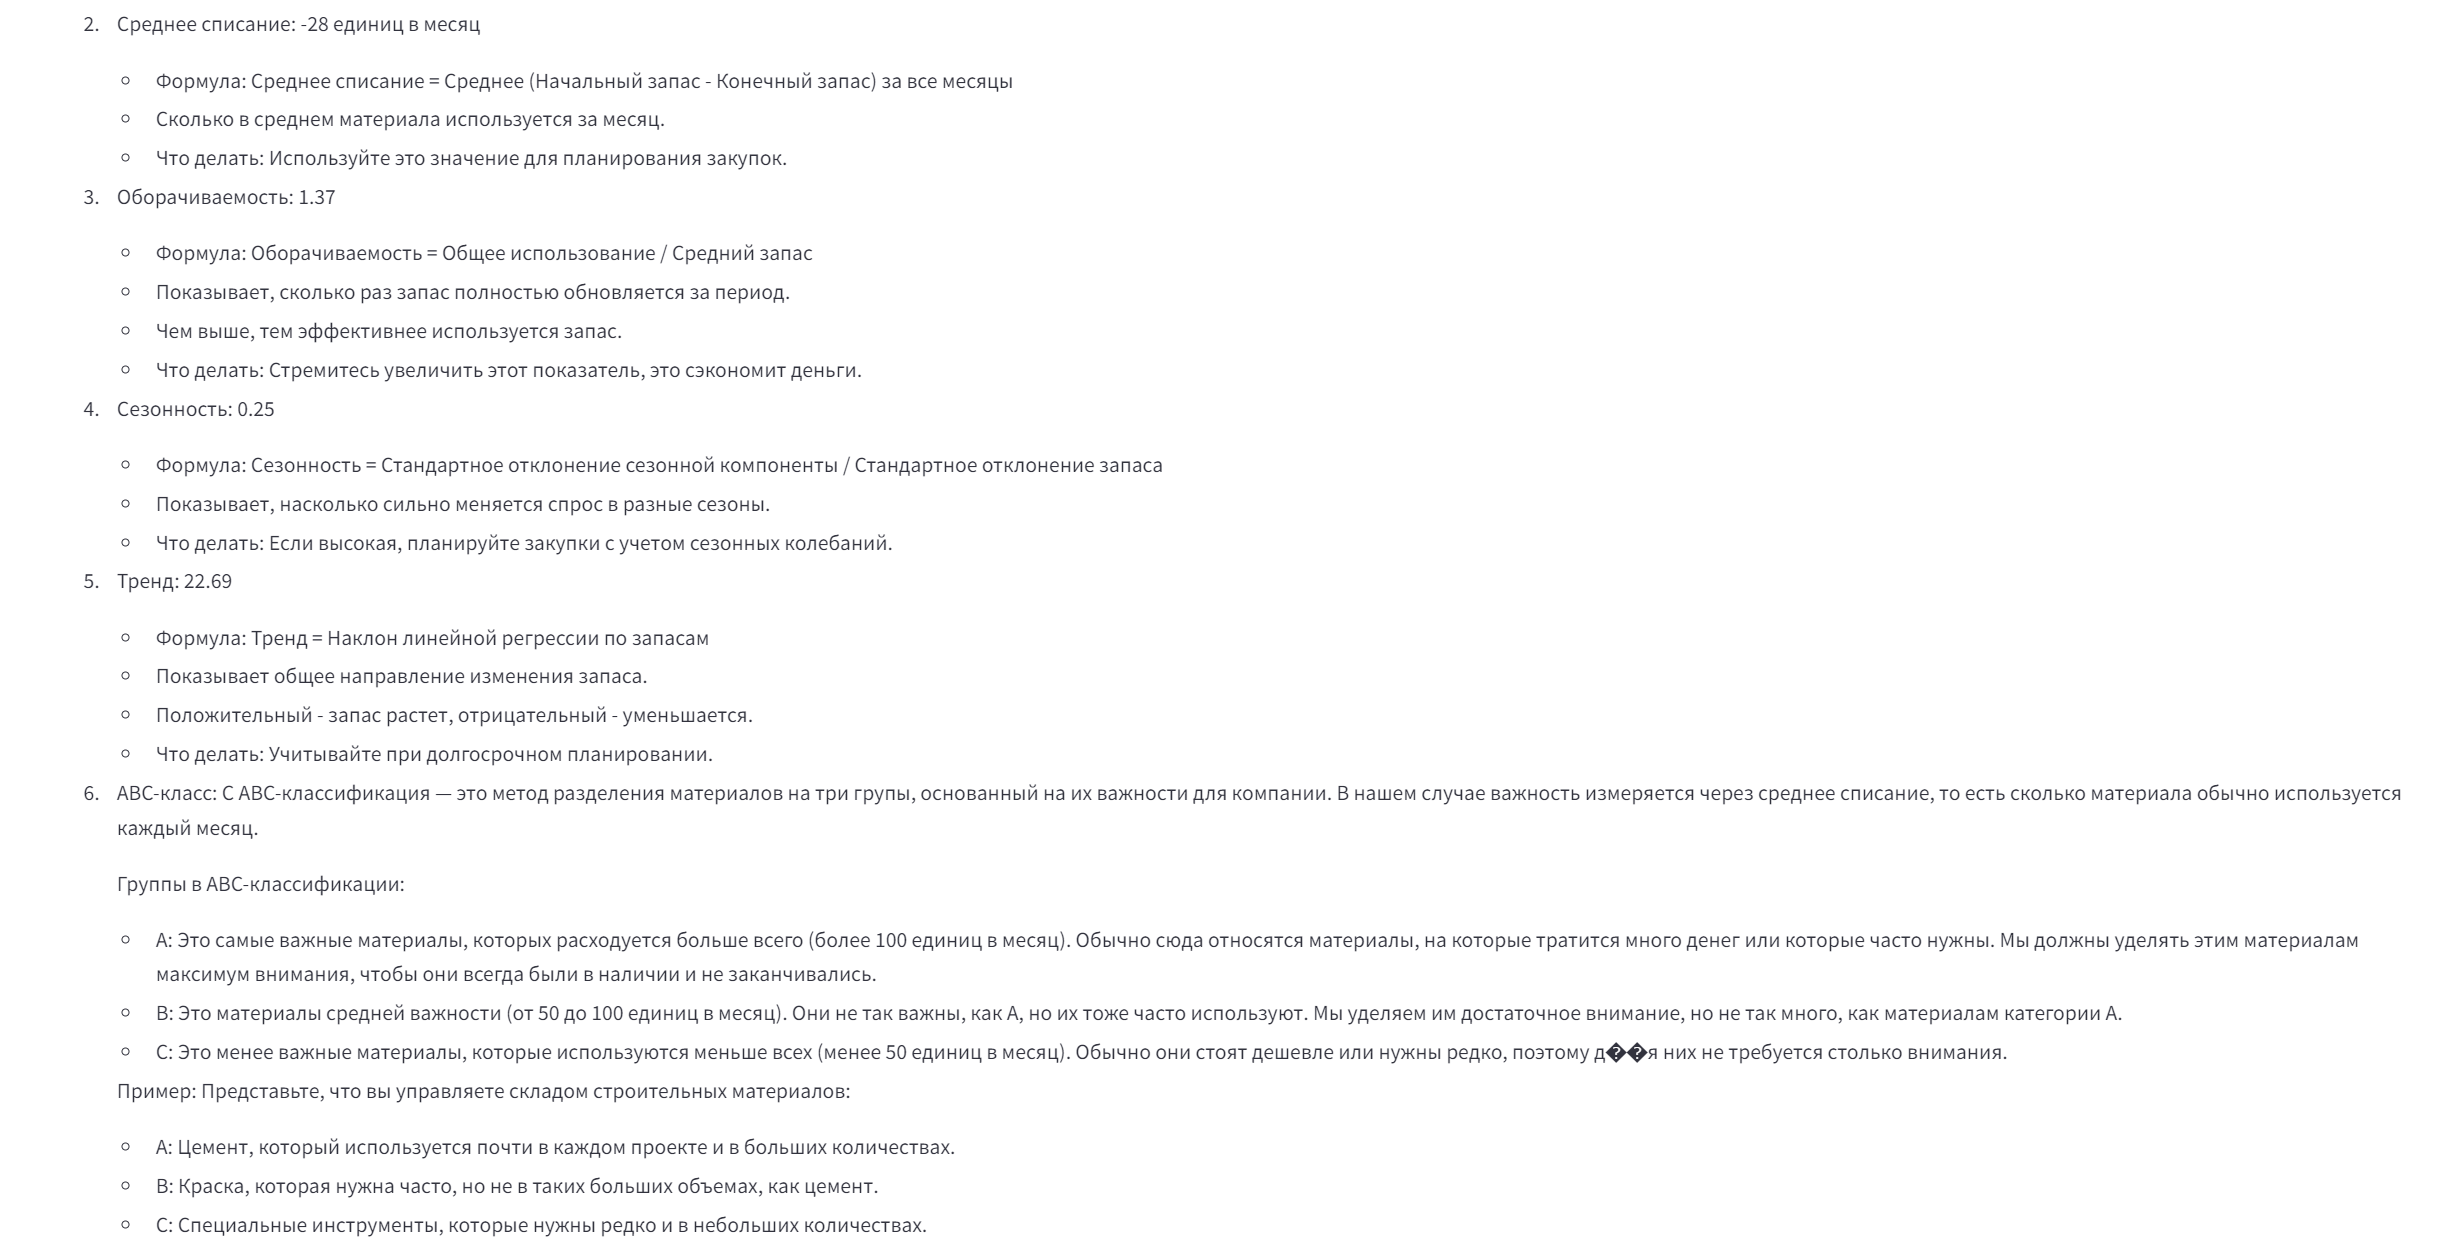 2. Среднее списание: -28 единиц в месяц
Формула: Среднее списание = Среднее (Начальный запас - Конечный запас) за все месяцы
Сколько в среднем материала используется за месяц.
Что делать: Используйте это значение для планирования закупок.
3. Оборачиваемость: 1.37
Формула: Оборачиваемость = Общее использование / Средний запас
Показывает, сколько раз запас полностью обновляется за период.
Чем выше, тем эффективнее используется запас.
Что делать: Стремитесь увеличить этот показатель, это сэкономит деньги.
4. Сезонность: 0.25
Формула: Сезонность = Стандартное отклонение сезонной компоненты / Стандартное отклонение запаса
Показывает, насколько сильно меняется спрос в разные сезоны.
Что делать: Если высокая, планируйте закупки с учетом сезонных колебаний.
5. Тренд: 22.69
Формула: Тренд = Наклон линейной регрессии по запасам
Показывает общее направление изменения запаса.
Положительный - запас растет, отрицательный - уменьшается.
Что делать: Учитывайте при долгосрочном планировании.
6. ABC-класс: C ABC-классификация — это метод разделения материалов на три групы, основанный на их важности для компании. В нашем случае важность измеряется через среднее списание, то есть сколько материала обычно используется
каждый месяц.
Группы в ABC-классификации:
A: Это самые важные материалы, которых расходуется больше всего (более 100 единиц в месяц). Обычно сюда относятся материалы, на которые тратится много денег или которые часто нужны. Мы должны уделять этим материалам
максимум внимания, чтобы они всегда были в наличии и не заканчивались.
B: Это материалы средней важности (от 50 до 100 единиц в месяц). Они не так важны, как A, но их тоже часто используют. Мы уделяем им достаточное внимание, но не так много, как материалам категории A.
C: Это менее важные материалы, которые используются меньше всех (менее 50 единиц в месяц). Обычно они стоят дешевле или нужны редко, поэтому д��я них не требуется столько внимания.
Пример: Представьте, что вы управляете складом строительных материалов:
A: Цемент, который используется почти в каждом проекте и в больших количествах.
B: Краска, которая нужна часто, но не в таких больших объемах, как цемент.
C: Специальные инструменты, которые нужны редко и в небольших количествах.